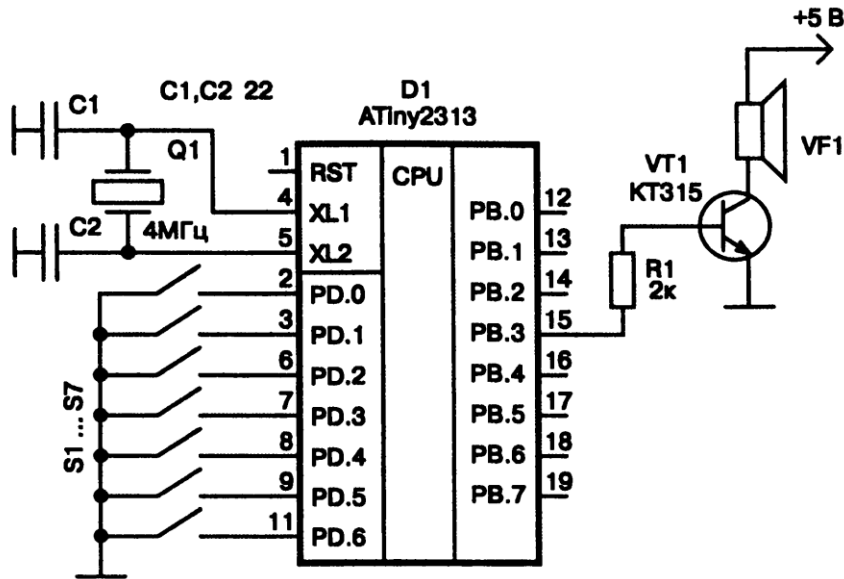 +5 В
C1
C1,C2 22
D1
ATiny2313
Q1
VF1
VT1
КТ315
1
RST
CPU
4
XL1
PB.0
12
C2
4МГц
5
XL2
PB.1
13
2
PD.0
PB.2
14
R1
2к
3
PD.1
PB.3
15
6
PD.2
PB.4
16
7
PD.3
PB.5
17
S1 ... S7
8
PD.4
PB.6
18
9
PD.5
PB.7
19
11
PD.6